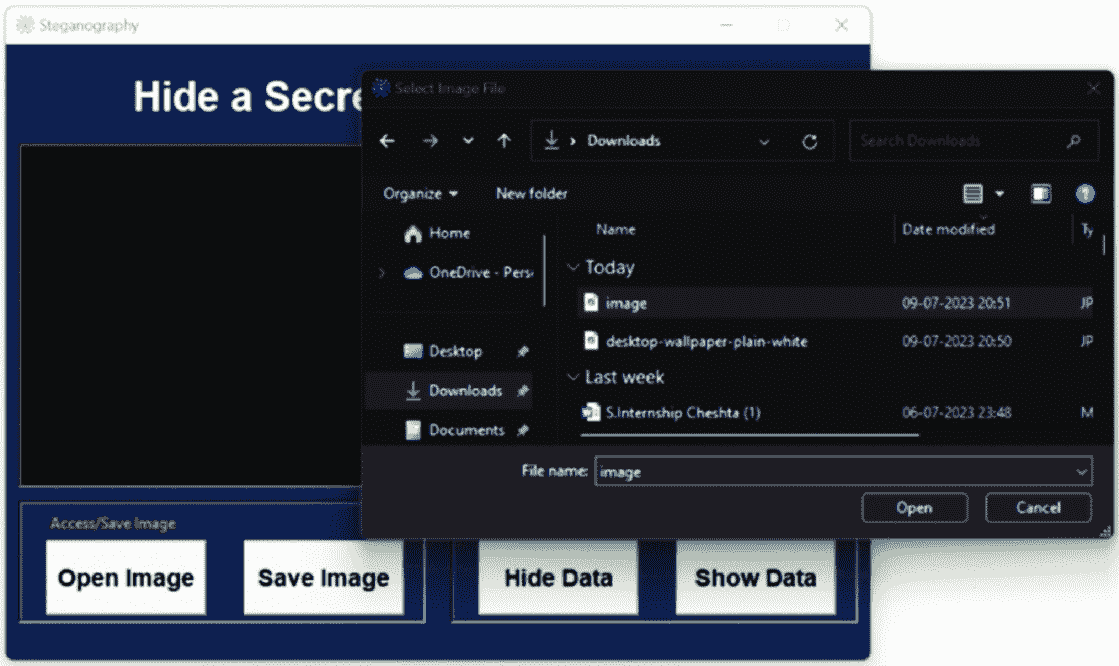 Steganography
Hide a Secre
Select Image File
Downloads
Search Downloads
Organize
New folder
Name
Date modified
Ty
Home
OneDrive - Pers
Today
image 09-07-2023 20:51 JP
desktop-wallpaper-plain-white 09-07-2023 20:50 JP
Desktop
Last week
Downloads
S.Internship Cheshta (1) 06-07-2023 23:48 M
Documents
File name: image
Open Cancel
Access/Save Image
Open Image Save Image Hide Data Show Data